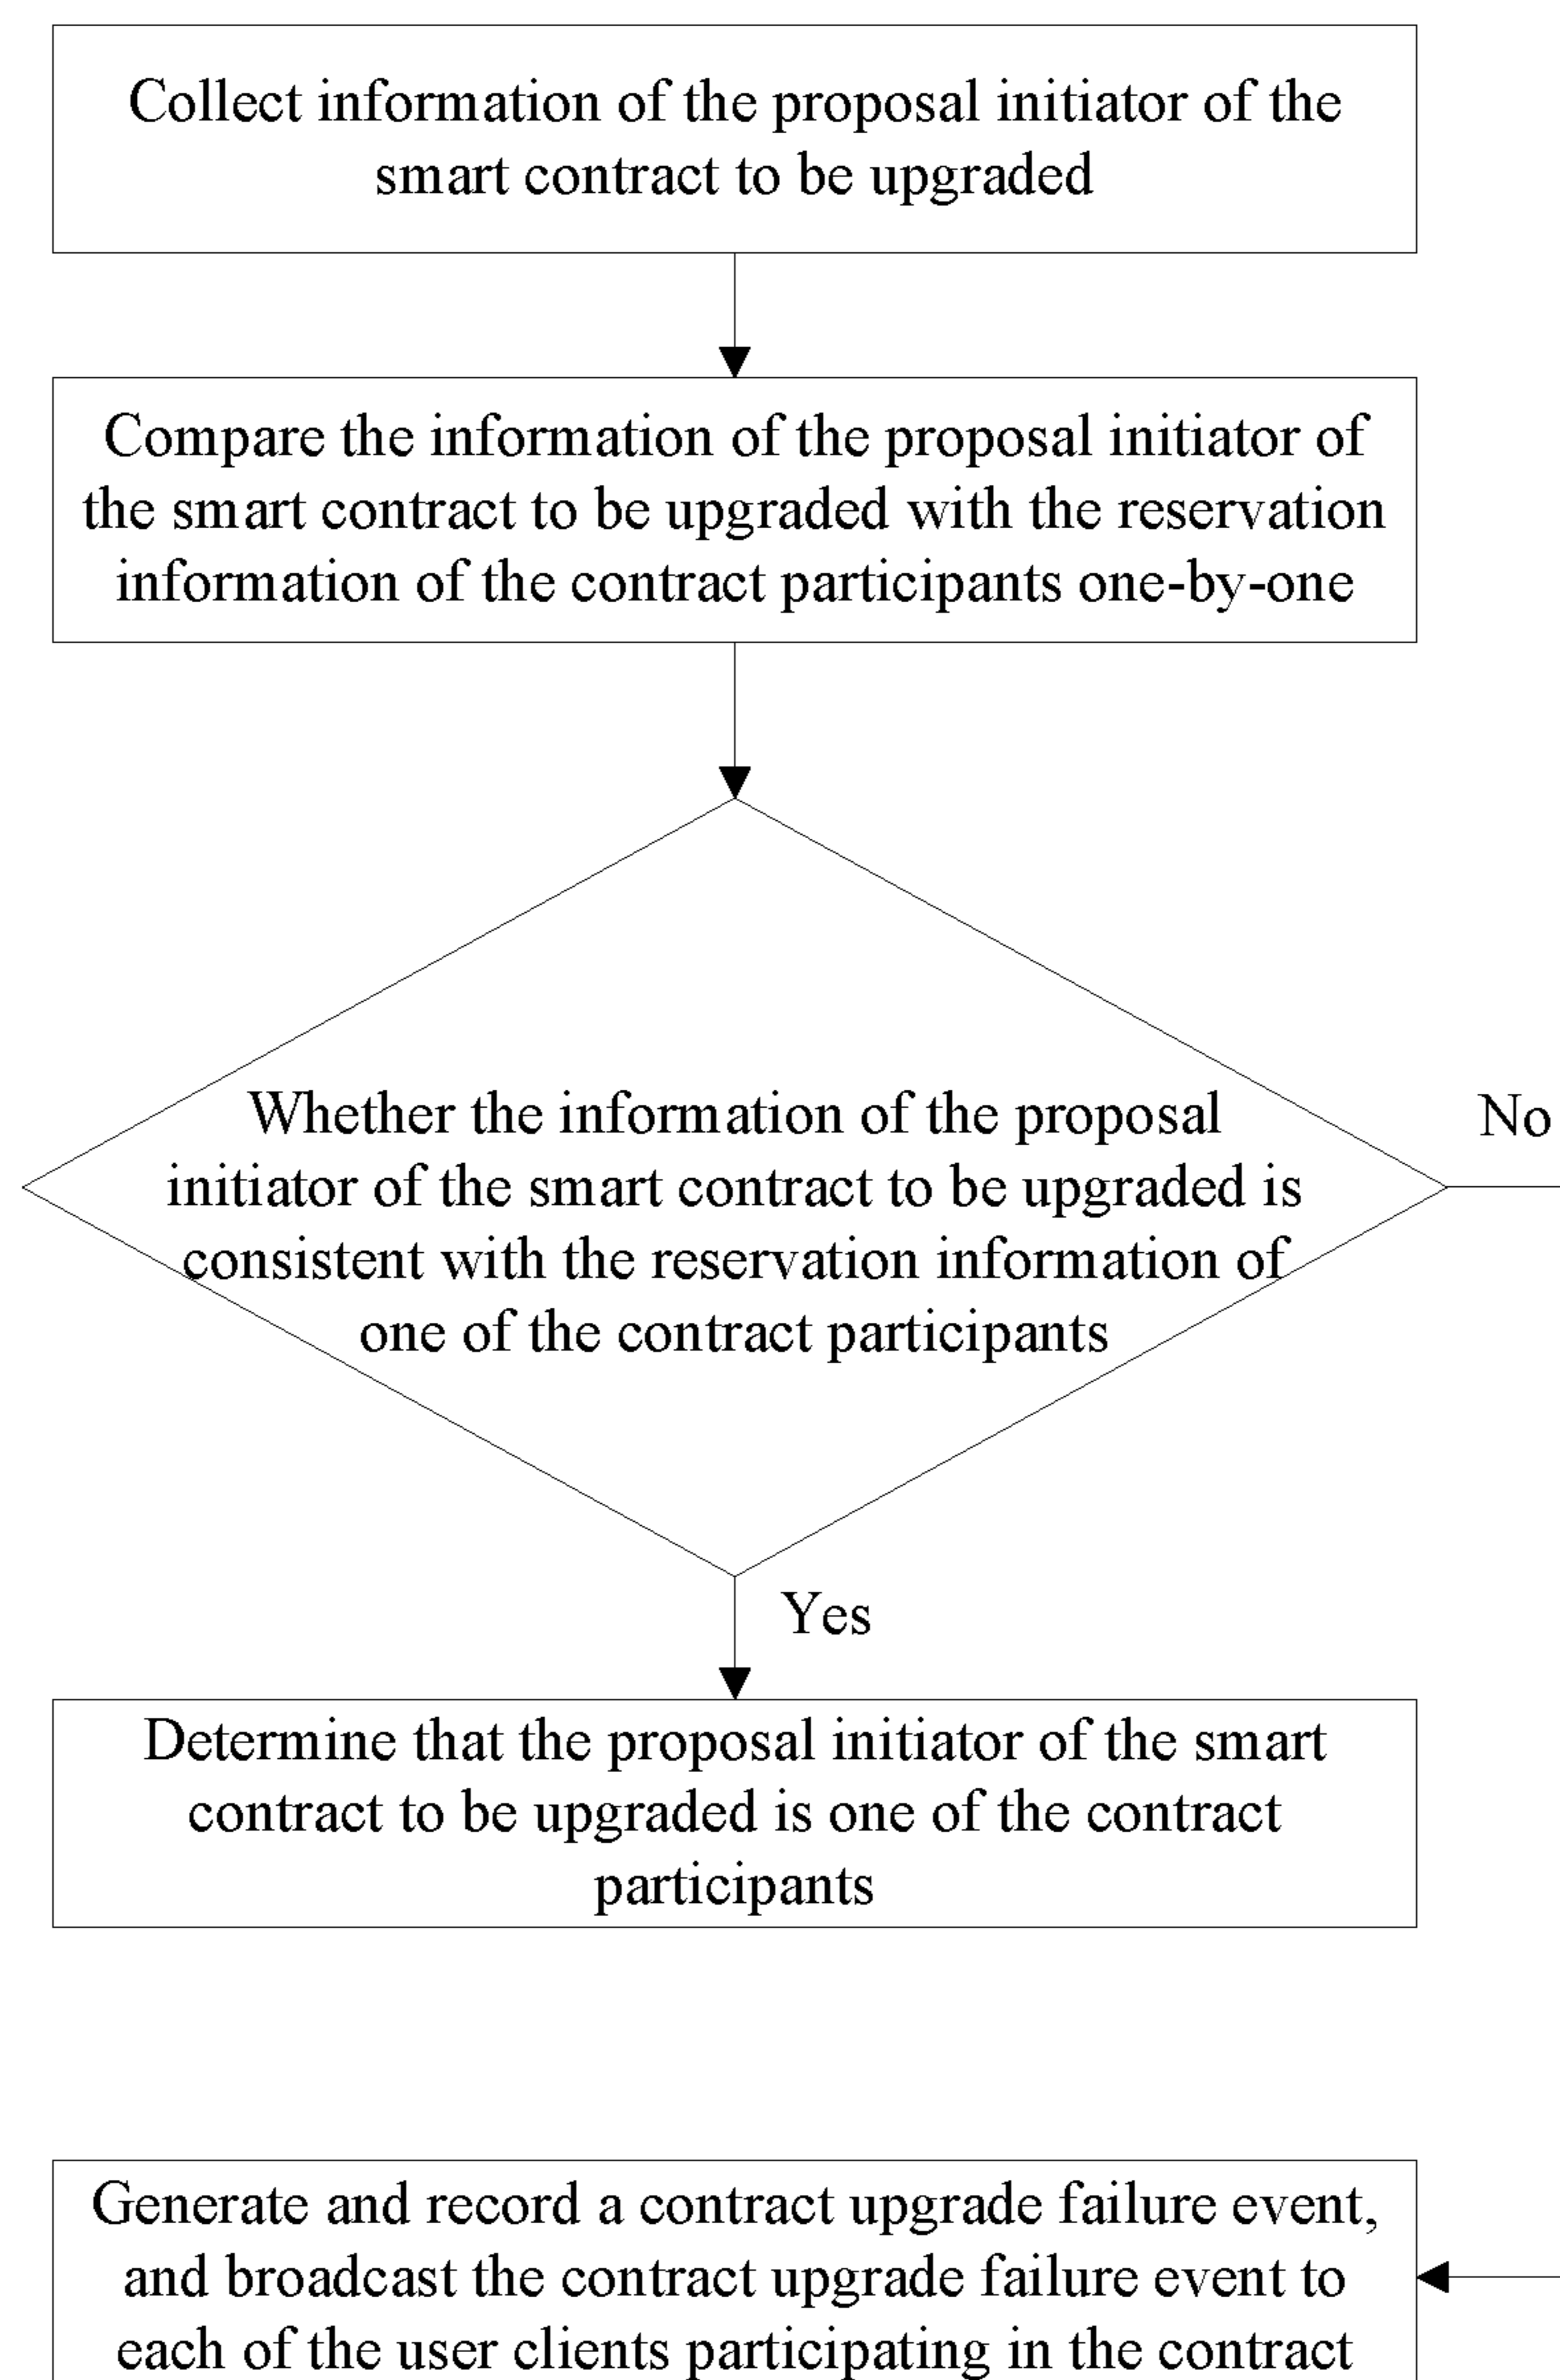 Collect information of the proposal initiator of the
smart contract to be upgraded
Compare the information of the proposal initiator of
the smart contract to be upgraded with the reservation
information of the contract participants one-by-one
Whether the information of the proposal
initiator of the smart contract to be upgraded is
consistent with the reservation information of
one of the contract participants
No
Yes
Determine that the proposal initiator of the smart
contract to be upgraded is one of the contract
participants
Generate and record a contract upgrade failure event,
and broadcast the contract upgrade failure event to
each of the user clients participating in the contract